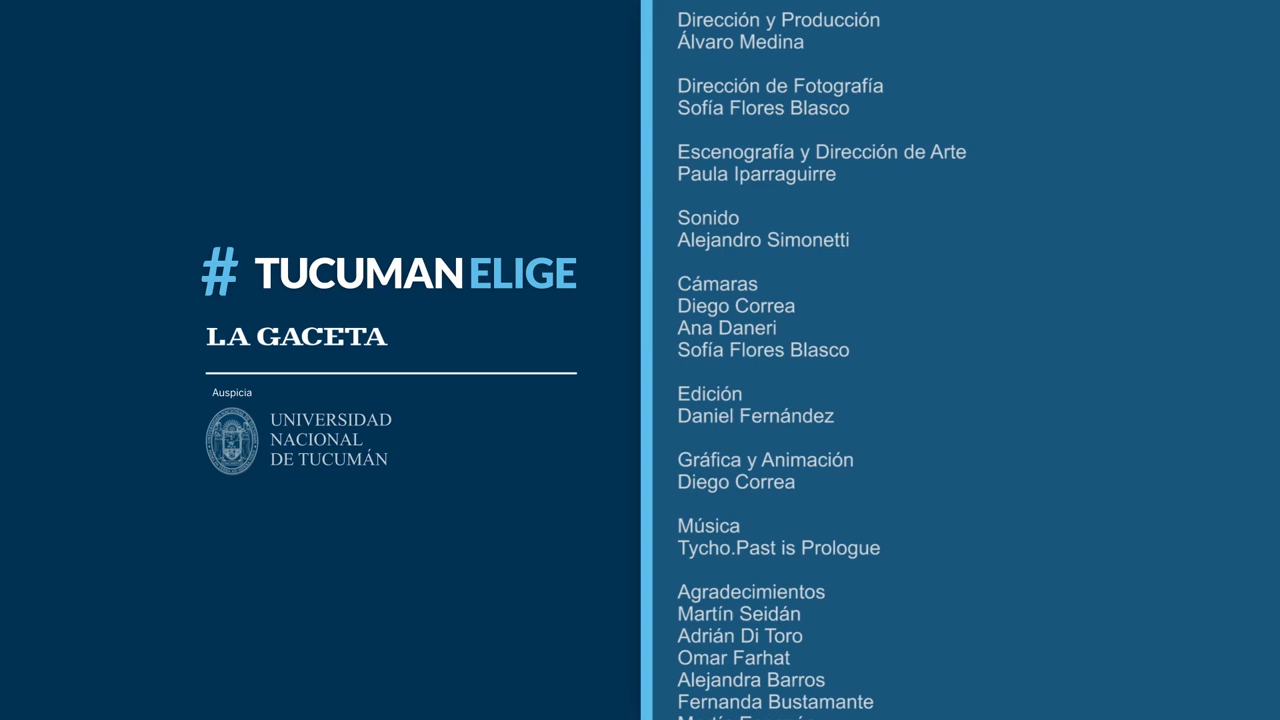 # TUCUMANELIGE
LA GACETA
Auspicia
UNIVERSIDAD
NACIONAL
DE TUCUMÁN
Dirección y Producción
Álvaro Medina
Dirección de Fotografía
Sofía Flores Blasco
Escenografía y Dirección de Arte
Paula Iparraguirre
Sonido
Alejandro Simonetti
Cámaras
Diego Correa
Ana Daneri
Sofía Flores Blasco
Edición
Daniel Fernández
Gráfica y Animación
Diego Correa
Música
Tycho.Past is Prologue
Agradecimientos
Martín Seidán
Adrián Di Toro
Omar Farhat
Alejandra Barros
Fernanda Bustamante